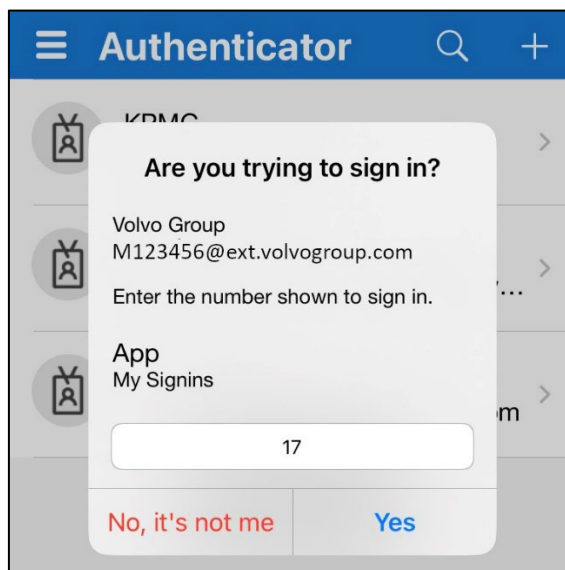 Authenticator
KPMG
Are you trying to sign in?
Volvo Group
M123456@ext.volvogroup.com
Enter the number shown to sign in.
App
My Signins
17
No, it's not me
Yes